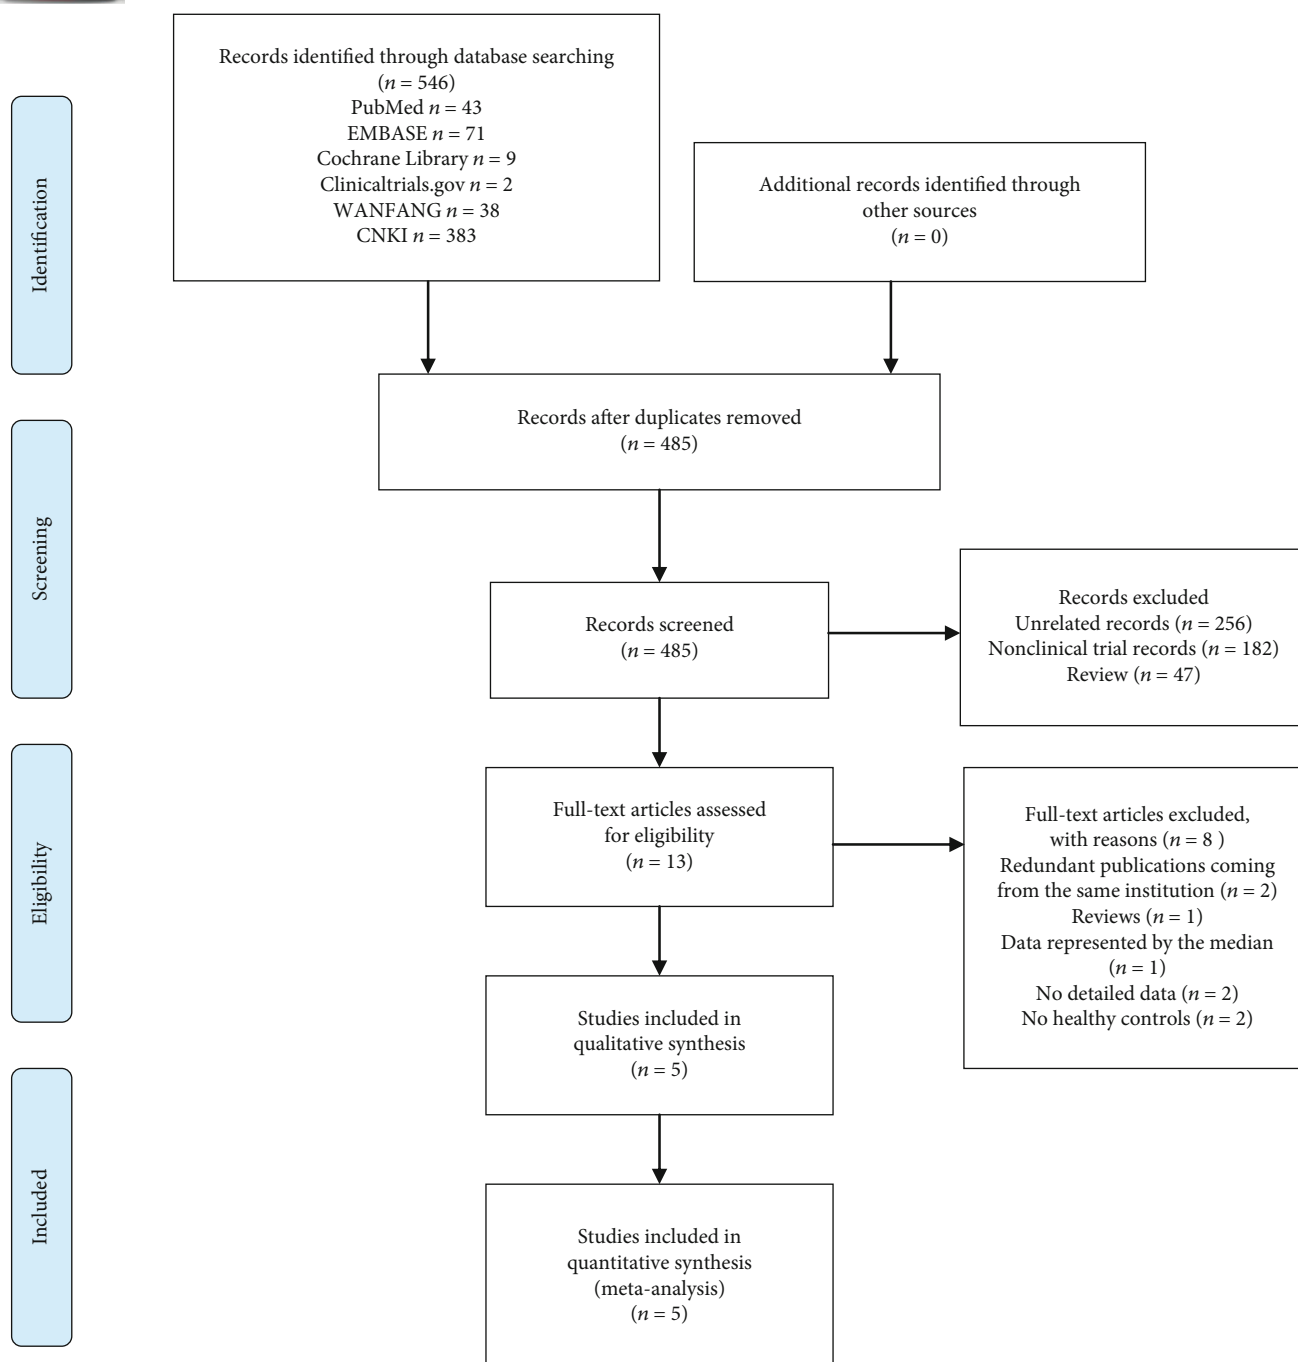 Identification
Screening
Eligibility
Included
Records identified through database searching
(n = 546)
PubMed n = 43
EMBASE n = 71
Cochrane Library n = 9
Clinicaltrials.gov n = 2
WANFANG n = 38
CNKI n = 383
Additional records identified through
other sources
(n = 0)
Records after duplicates removed
(n = 485)
Records screened
(n = 485)
Records excluded
Unrelated records (n = 256)
Nonclinical trial records (n = 182)
Review (n = 47)
Full-text articles assessed
for eligibility
(n = 13)
Full-text articles excluded,
with reasons (n = 8 )
Redundant publications coming
from the same institution (n = 2)
Reviews (n = 1)
Data represented by the median
(n = 1)
No detailed data (n = 2)
No healthy controls (n = 2)
Studies included in
qualitative synthesis
(n = 5)
Studies included in
quantitative synthesis
(meta-analysis)
(n = 5)